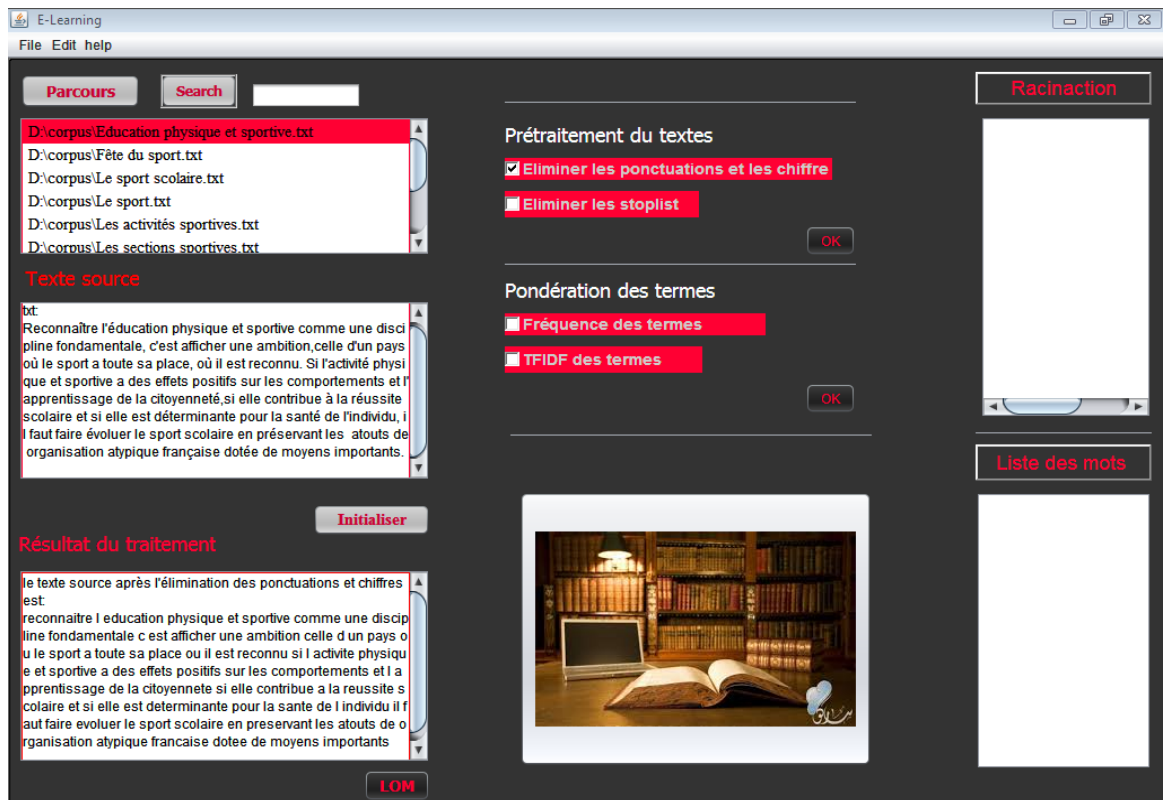 E-Learning
File Edit help
Parcours
Search
D:\corpus\Education physique et sportive.txt
D:\corpus\Fête du sport.txt
D:\corpus\Le sport scolaire.txt
D:\corpus\Le sport.txt
D:\corpus\Les activités sportives.txt
D:\corpus\Les sections sportives.txt
Texte source
txt:
Reconnaître l'éducation physique et sportive comme une disci
pline fondamentale, c'est afficher une ambition,celle d'un pays
où le sport a toute sa place, où il est reconnu. Si l'activité physi
que et sportive a des effets positifs sur les comportements et l'
apprentissage de la citoyenneté,si elle contribue à la réussite
scolaire et si elle est déterminante pour la santé de l'individu, i
l faut faire évoluer le sport scolaire en préservant les  atouts de
organisation atypique française dotée de moyens importants.
Initialiser
Résultat du traitement
le texte source après l'élimination des ponctuations et chiffres
est:
reconnaitre l education physique et sportive comme une discip
line fondamentale c est afficher une ambition celle d un pays o
u le sport a toute sa place ou il est reconnu si l activite physiqu
e et sportive a des effets positifs sur les comportements et l a
pprentissage de la citoyennete si elle contribue a la reussite s
colaire et si elle est determinante pour la sante de l individu il f
aut faire evoluer le sport scolaire en preservant les atouts de o
rganisation atypique francaise dotee de moyens importants
LOM
Prétraitement du textes
Eliminer les ponctuations et les chiffre
Eliminer les stoplist
OK
Pondération des termes
Fréquence des termes
TFIDF des termes
OK
Racinaction
Liste des mots